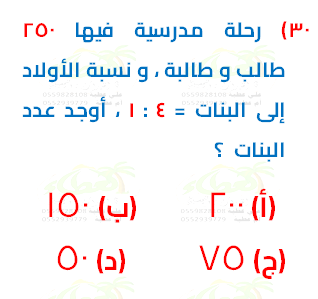 ٣٠) رحلة مدرسية فيها ٢٥٠
طالب و طالبة ، و نسبة الأولاد
إلى البنات = ٤ : ١ ، أوجد عدد
البنات ؟
(أ) ٢٠٠ (ب) ١٥٠
(ج) ٧٥ (د) ٥٠